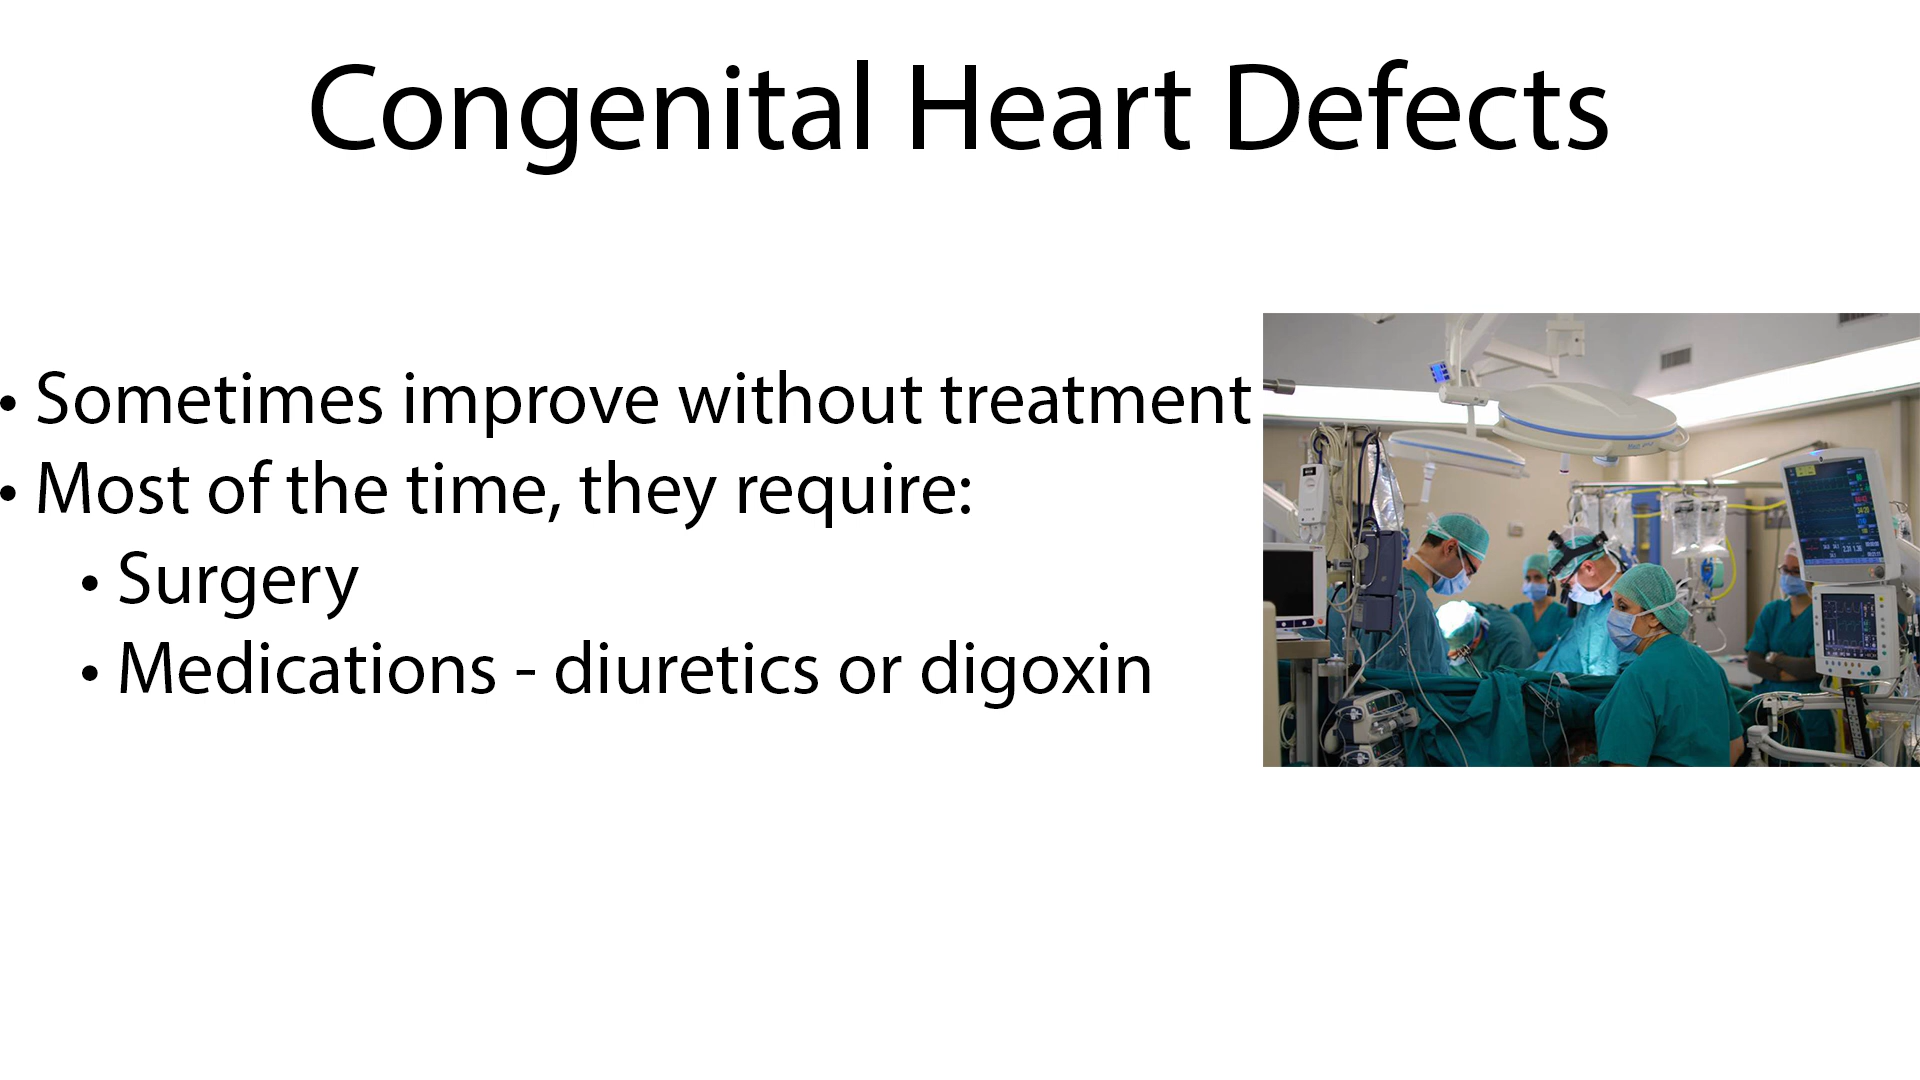 Congenital Heart Defects
• Sometimes improve without treatment
• Most of the time, they require:
• Surgery
• Medications - diuretics or digoxin